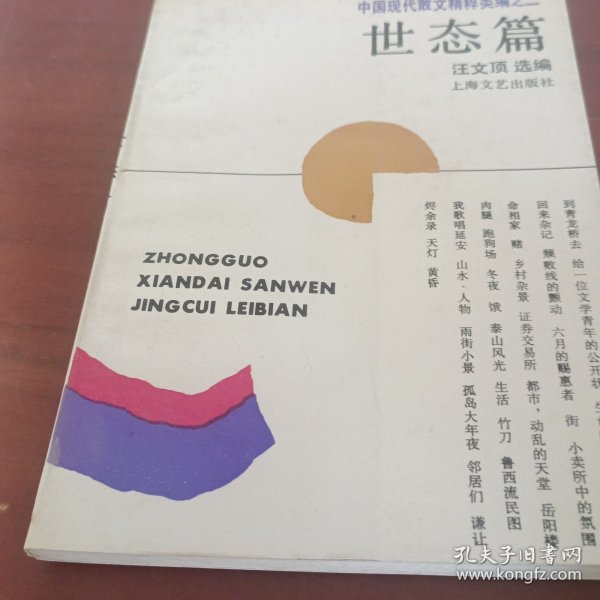 中国现代散文精粹类编之一
世态篇
汪文顶 选编
上海文艺出版社
ZHONGGUO
XIANDAI SANWEN
JINGCUI LEIBIAN
到青龙桥去 给一位文学青年的公开状
回来杂记 颓败线的颤动 六月的赐惠者 街 小卖所中的氛围
命相家 赌 乡村杂景 证券交易所 都市，动乱的天堂 岳阳楼
肉腿 跑狗场 冬夜 饿 泰山风光 生活 竹刀 鲁西流民图
我歌唱延安 山水·人物 雨街小景 孤岛大年夜 邻居们 谦让
烬余录 天灯 黄昏
孔夫子旧书网
www.kongfz.com